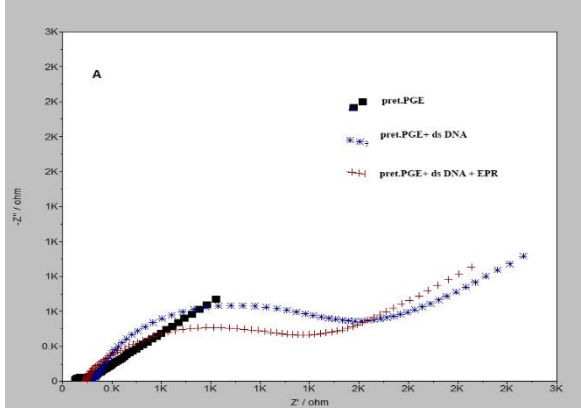 3K
2K
2K
2K
2K
1K
1K
1K
1K
0.K
0
-Z" / ohm
A
pret.PGE
pret.PGE+ ds DNA
pret.PGE+ ds DNA + EPR
0 0.K 1K 1K 1K 1K 2K 2K 2K 2K 3K
Z' / ohm